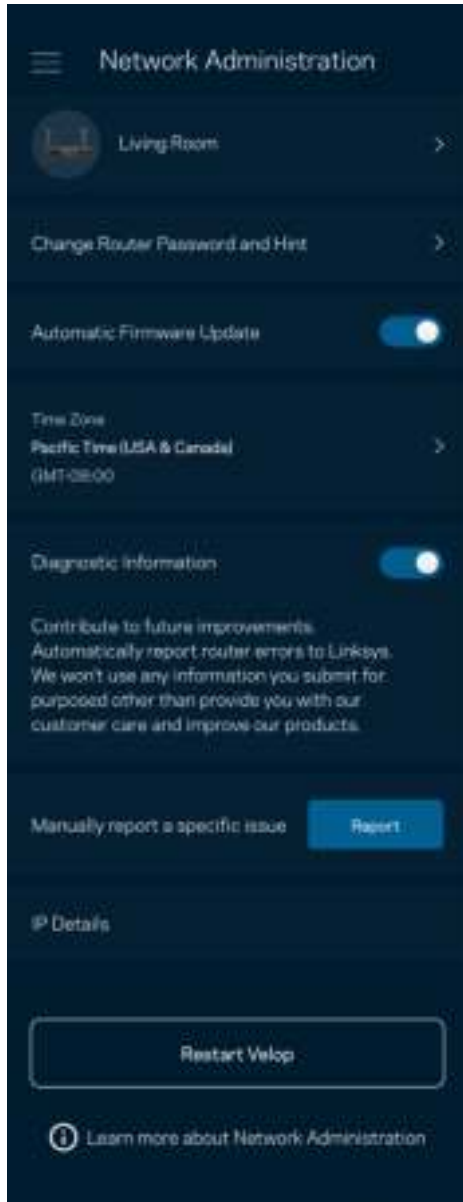 Network Administration
Living Room
Change Router Password and Hint
Automatic Firmware Update
Time Zone
Pacific Time (USA & Canada)
GMT-08:00
Diagnostic Information
Contribute to future improvements.
Automatically report router errors to Linksys.
We won't use any information you submit for
purposed other than provide you with our
customer care and improve our products.
Manually report a specific issue
Report
IP Details
Restart Velop
Learn more about Network Administration